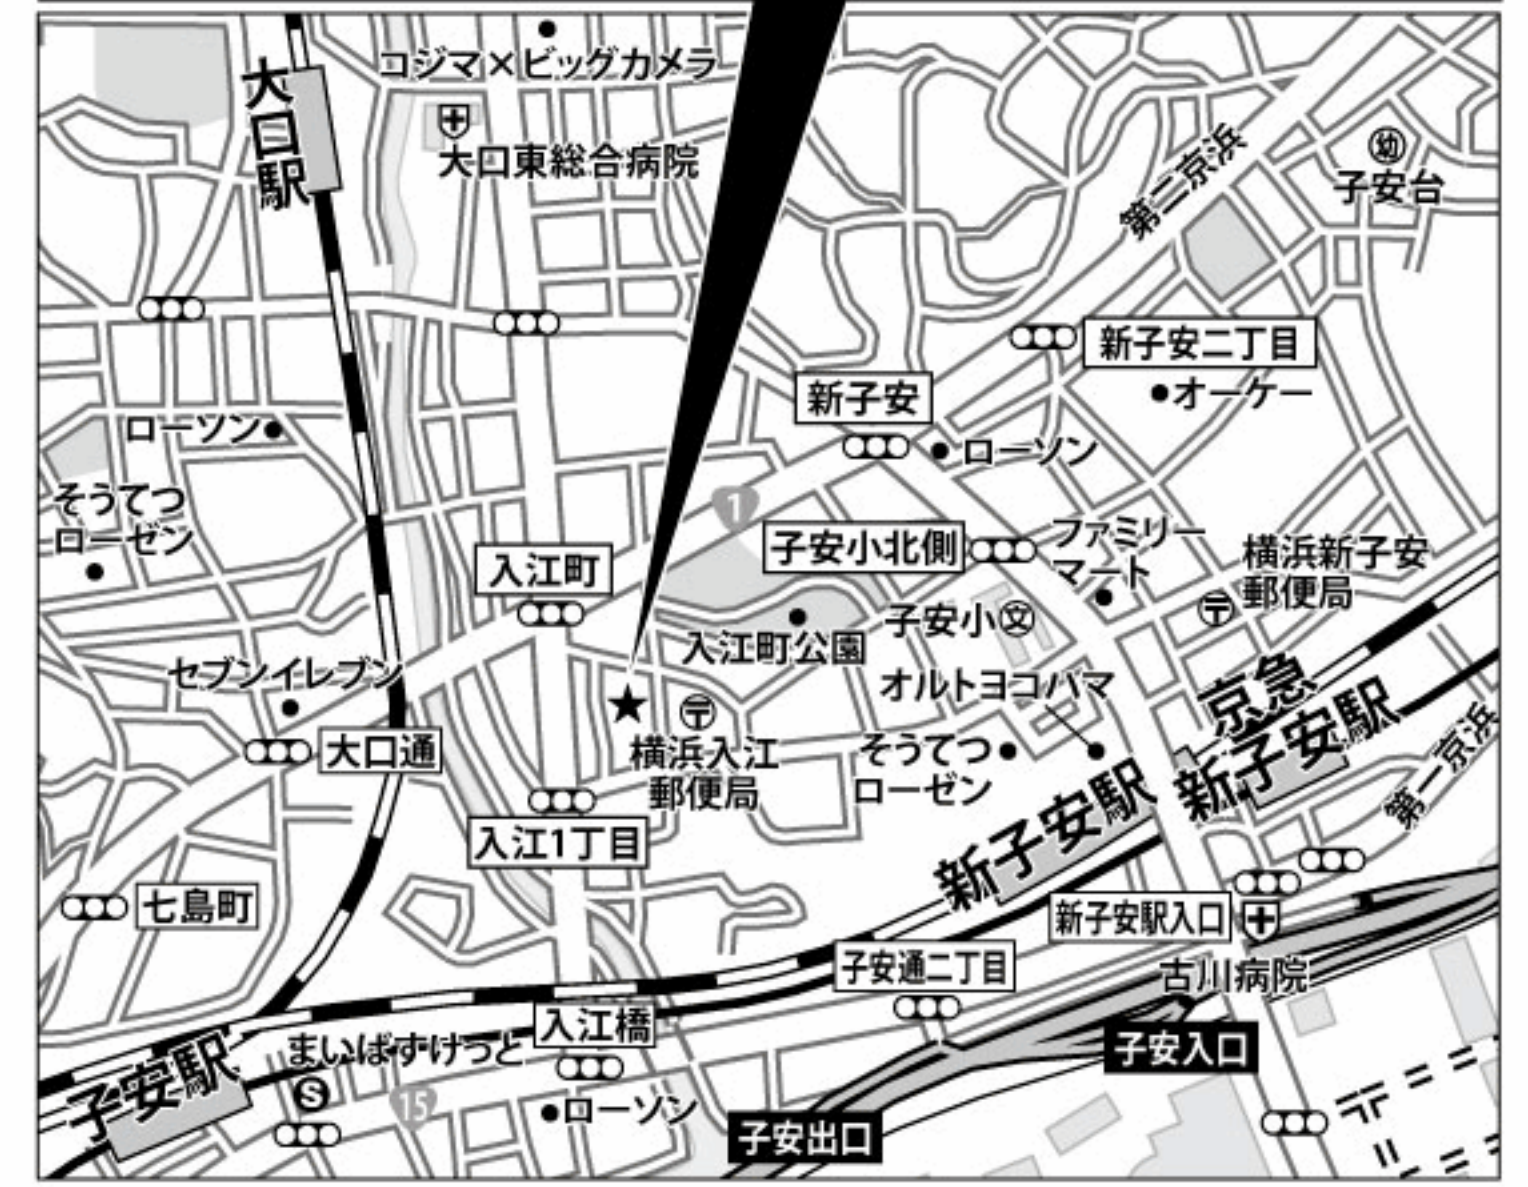 コジマ×ビッグカメラ
大口駅
大口東総合病院
第二京浜
幼
子安台
新子安二丁目
オーケー
新子安
ローソン
ローソン
そうてつ
ローゼン
1
子安小北側
ファミリー
マート
横浜新子安
郵便局
入江町
子安小
文
入江町公園
セブンイレブン
オルトヨコハマ
京急
新子安駅
大口通
横浜入江
郵便局
そうてつ
ローゼン
第一京浜
新子安駅
入江1丁目
七島町
新子安駅入口
子安通二丁目
古川病院
入江橋
まいばすけっと
子安入口
子安駅
S
15
ローソン
子安出口